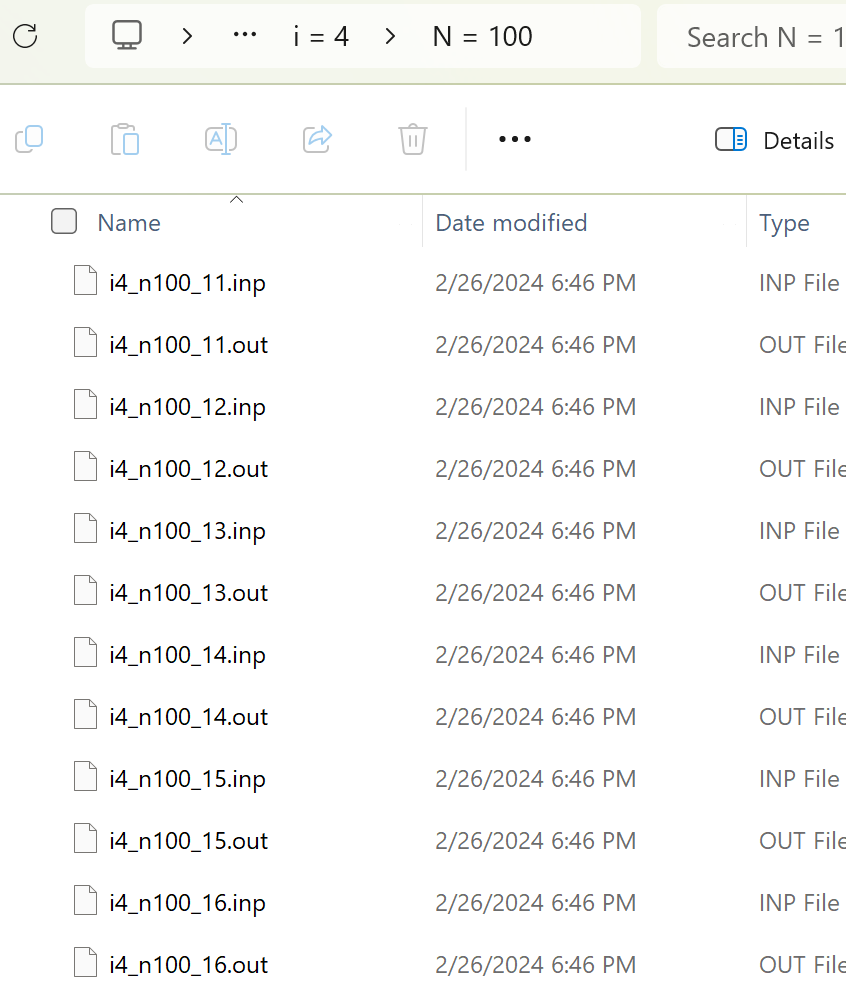 ... i = 4 > N = 100 Search N = 1
Details
Name Date modified Type
i4_n100_11.inp 2/26/2024 6:46 PM INP File
i4_n100_11.out 2/26/2024 6:46 PM OUT File
i4_n100_12.inp 2/26/2024 6:46 PM INP File
i4_n100_12.out 2/26/2024 6:46 PM OUT File
i4_n100_13.inp 2/26/2024 6:46 PM INP File
i4_n100_13.out 2/26/2024 6:46 PM OUT File
i4_n100_14.inp 2/26/2024 6:46 PM INP File
i4_n100_14.out 2/26/2024 6:46 PM OUT File
i4_n100_15.inp 2/26/2024 6:46 PM INP File
i4_n100_15.out 2/26/2024 6:46 PM OUT File
i4_n100_16.inp 2/26/2024 6:46 PM INP File
i4_n100_16.out 2/26/2024 6:46 PM OUT File